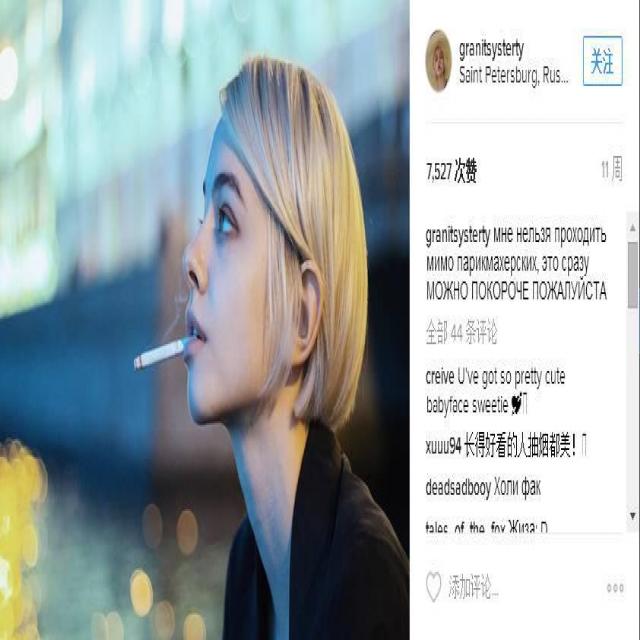 granitsysterty
Saint Petersburg, Rus...
关注
7,527 次赞
11 周
granitsysterty мне нельзя проходить
мимо парикмахерских, это сразу
МОЖНО ПОКОРОЧЕ ПОЖАЛУЙСТА
全部 44 条评论
creive U've got so pretty cute
babyface sweetie
xuuu94 长得好看的人抽烟都美!
deadsadbooy Холи фак
tales_of_the_fox Жиза: D
添加评论...